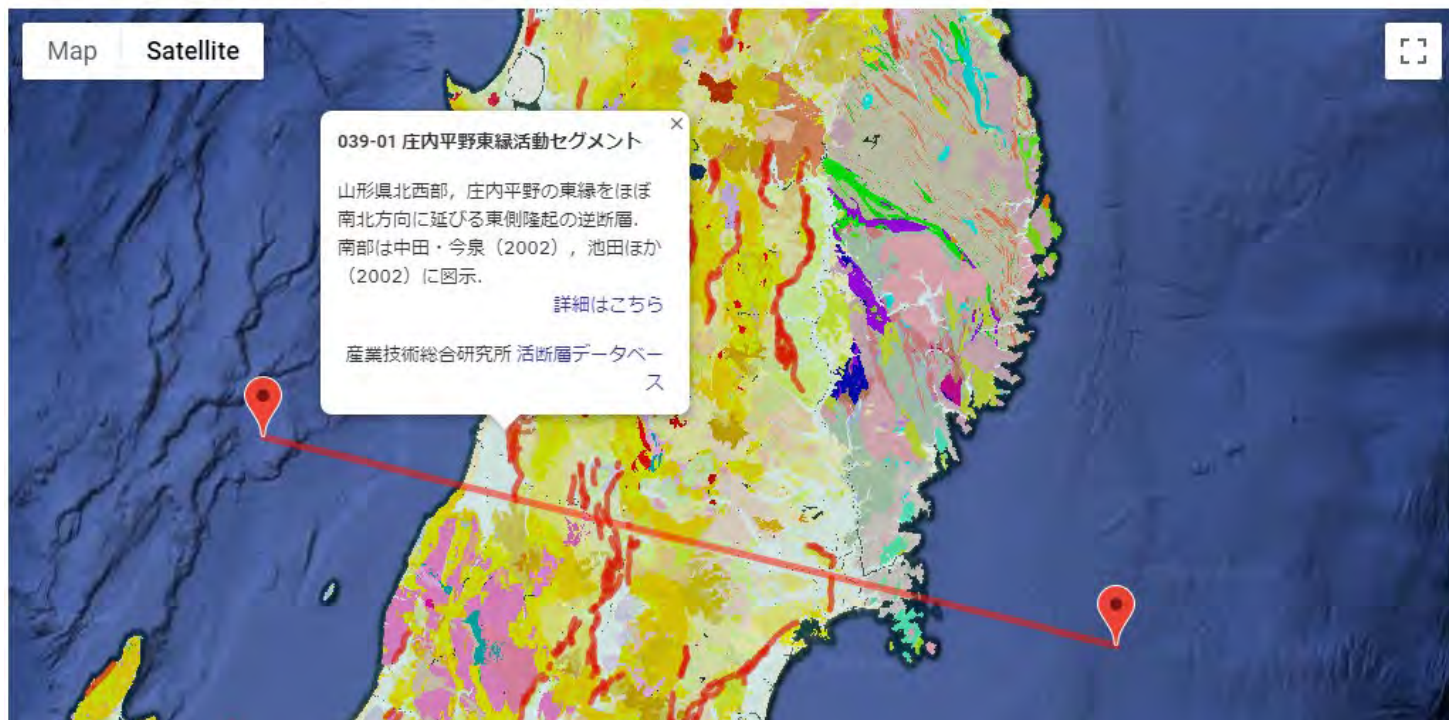 Map Satellite
039-01 庄内平野東縁活動セグメント
山形県北西部，庄内平野の東縁をほぼ
南北方向に延びる東側隆起の逆断層．
南部は中田・今泉（2002），池田ほか
（2002）に図示．
詳細はこちら
産業技術総合研究所 活断層データベー
ス